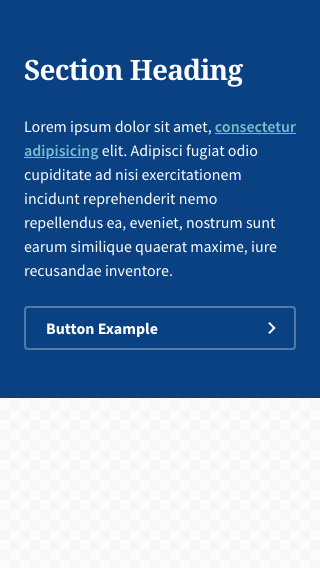 Section Heading
Lorem ipsum dolor sit amet, consectetur
adipisicing elit. Adipisci fugiat odio
cupiditate ad nisi exercitationem
incidunt reprehenderit nemo
repellendus ea, eveniet, nostrum sunt
earum similique quaerat maxime, iure
recusandae inventore.
Button Example